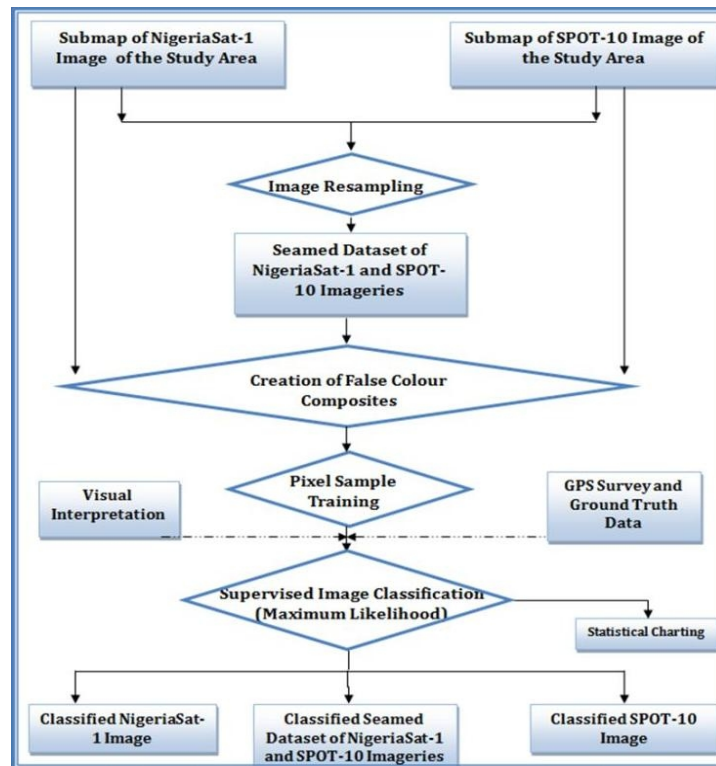 Submap of NigeriaSat-1
Image of the Study Area
Submap of SPOT-10 Image of
the Study Area
Image Resampling
Seamed Dataset of
NigeriaSat-1 and SPOT-
10 Imageries
Creation of False Colour
Composites
Pixel Sample
Training
Visual
Interpretation
GPS Survey and
Ground Truth
Data
Supervised Image Classification
(Maximum Likelihood)
Statistical Charting
Classified NigeriaSat-
1 Image
Classified Seamed
Dataset of NigeriaSat-1
and SPOT-10 Imageries
Classified SPOT-10
Image